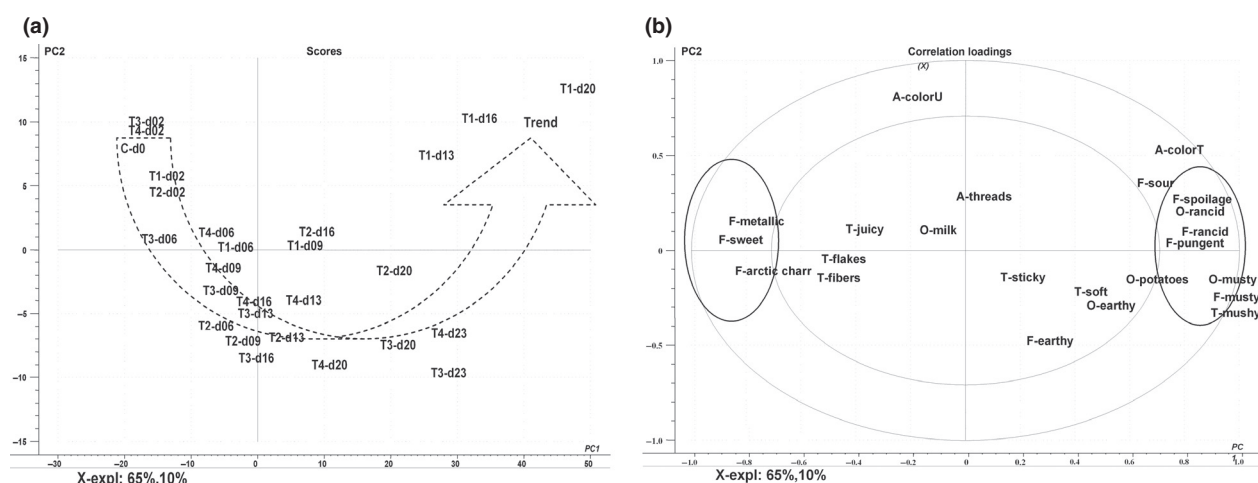 (a)
PC2
Scores
15
10
5
0
−5
−10
−15
−30
−20
−10
0
10
20
30
40
50
PC1
X-expl: 65%,10%
T1-d20
T1-d16
Trend
T3-d02
T4-d02
C-d0
T1-d13
T1-d02
T2-d02
T3-d06
T4-d06
T1-d06
T2-d16
T1-d09
T4-d09
T2-d20
T3-d09
T4-d16
T4-d13
T3-d13
T2-d06
T2-d09
T2-d13
T4-d23
T3-d20
T3-d16
T4-d20
T3-d23
(b)
PC2
Correlation loadings
(X)
1.0
0.5
0
−0.5
−1.0
−1.0
−0.8
−0.6
−0.4
−0.2
0
0.2
0.4
0.6
0.8
1.0
PC
1
X-expl: 65%,10%
A-colorU
A-colorT
F-sour
F-spoilage
O-rancid
A-threads
F-metallic
T-juicy
O-milk
F-rancid
F-sweet
F-pungent
T-flakes
F-arctic charr
T-fibers
T-sticky
O-potatoes
O-musty
T-soft
F-musty
O-earthy
T-mushy
F-earthy